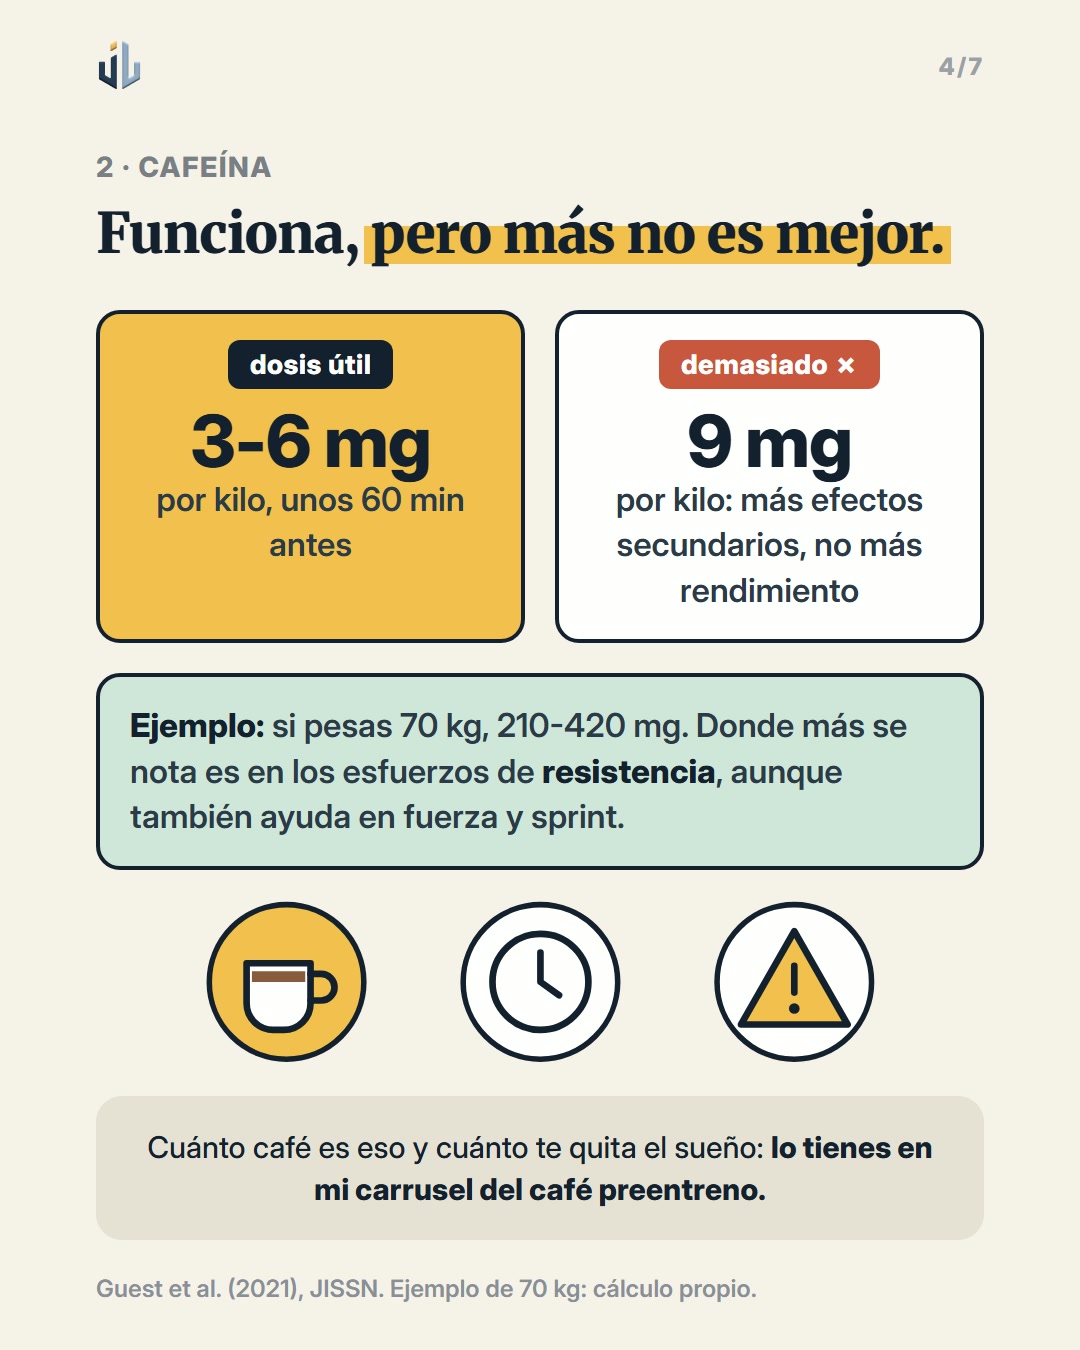 4/7
2 · CAFEÍNA
Funciona, pero más no es mejor.
dosis útil
3-6 mg
por kilo, unos 60 min
antes
demasiado ×
9 mg
por kilo: más efectos
secundarios, no más
rendimiento
Ejemplo: si pesas 70 kg, 210-420 mg. Donde más se
nota es en los esfuerzos de resistencia, aunque
también ayuda en fuerza y sprint.
Cuánto café es eso y cuánto te quita el sueño: lo tienes en
mi carrusel del café preentreno.
Guest et al. (2021), JISSN. Ejemplo de 70 kg: cálculo propio.